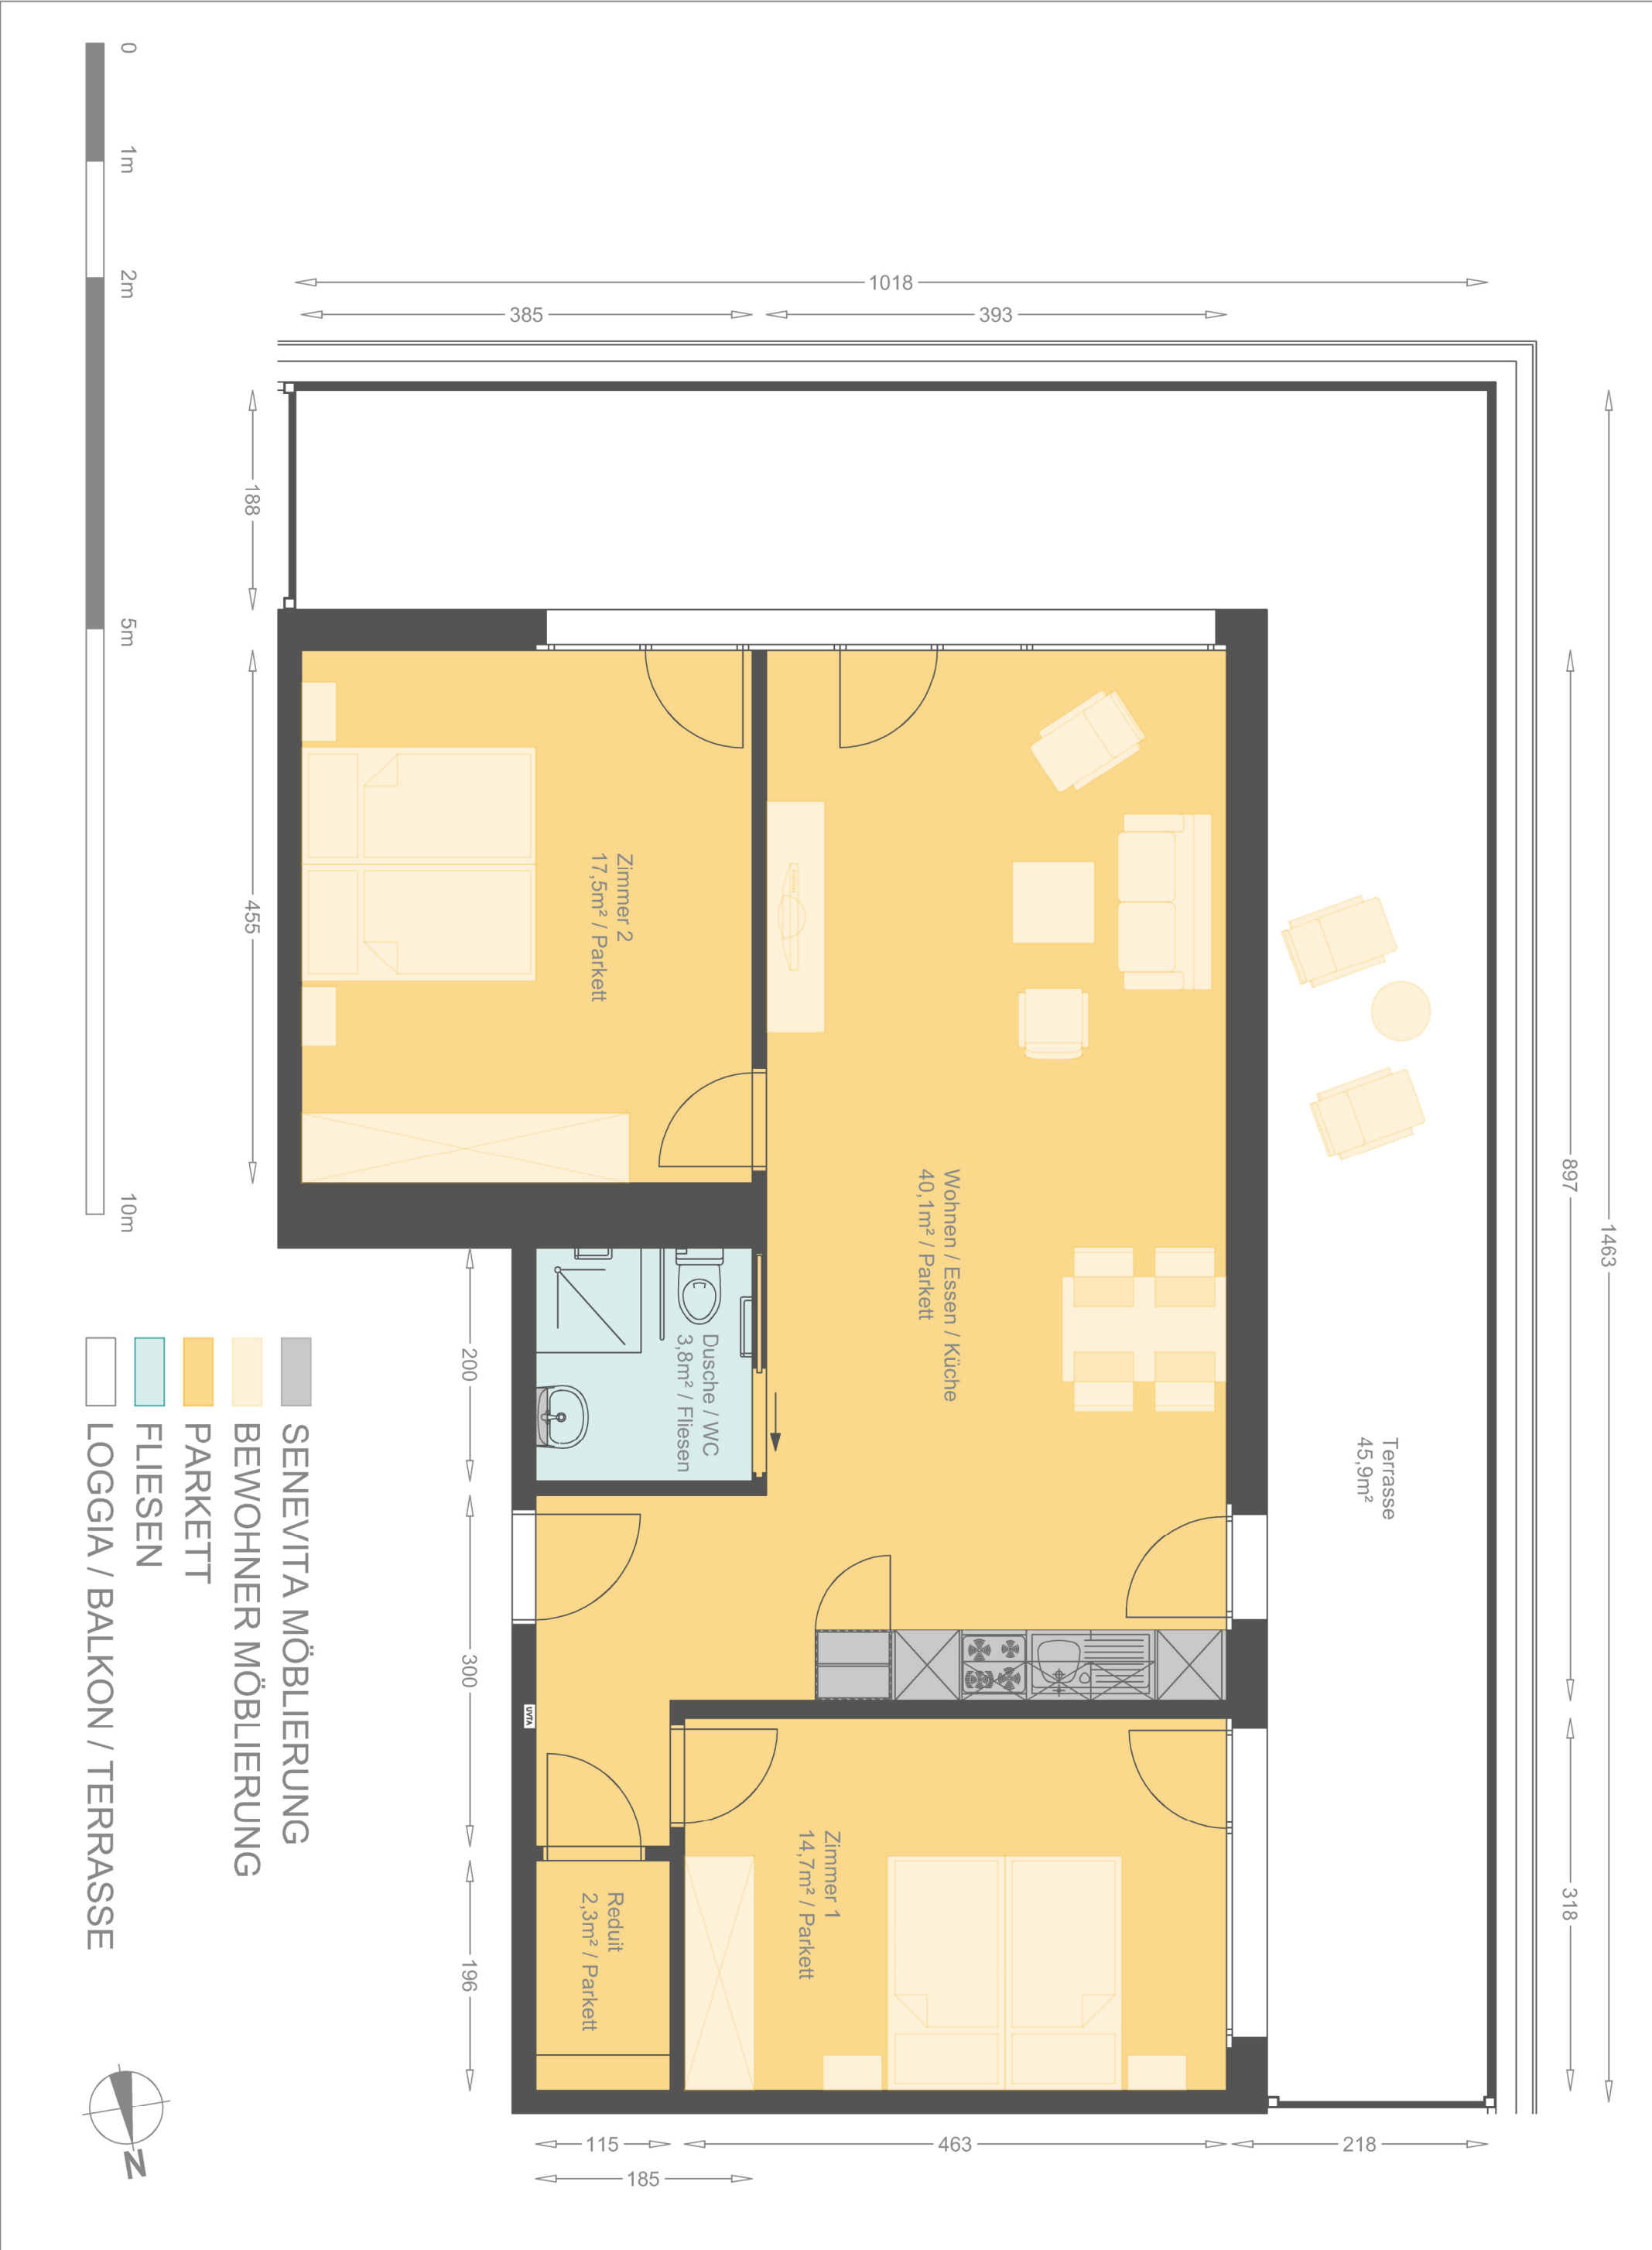 1463
897
318
Terrasse
45,9m²
1018
385
393
188
455
Zimmer 2
17,5m² / Parkett
Wohnen / Essen / Küche
40,1m² / Parkett
Dusche / WC
3,8m² / Fliesen
Zimmer 1
14,7m² / Parkett
Reduit
2,3m² / Parkett
UV/TA
200
300
196
115
463
218
185
SENEVITA MÖBLIERUNG
BEWOHNER MÖBLIERUNG
PARKETT
FLIESEN
LOGGIA / BALKON / TERRASSE
0
1m
2m
5m
10m
N